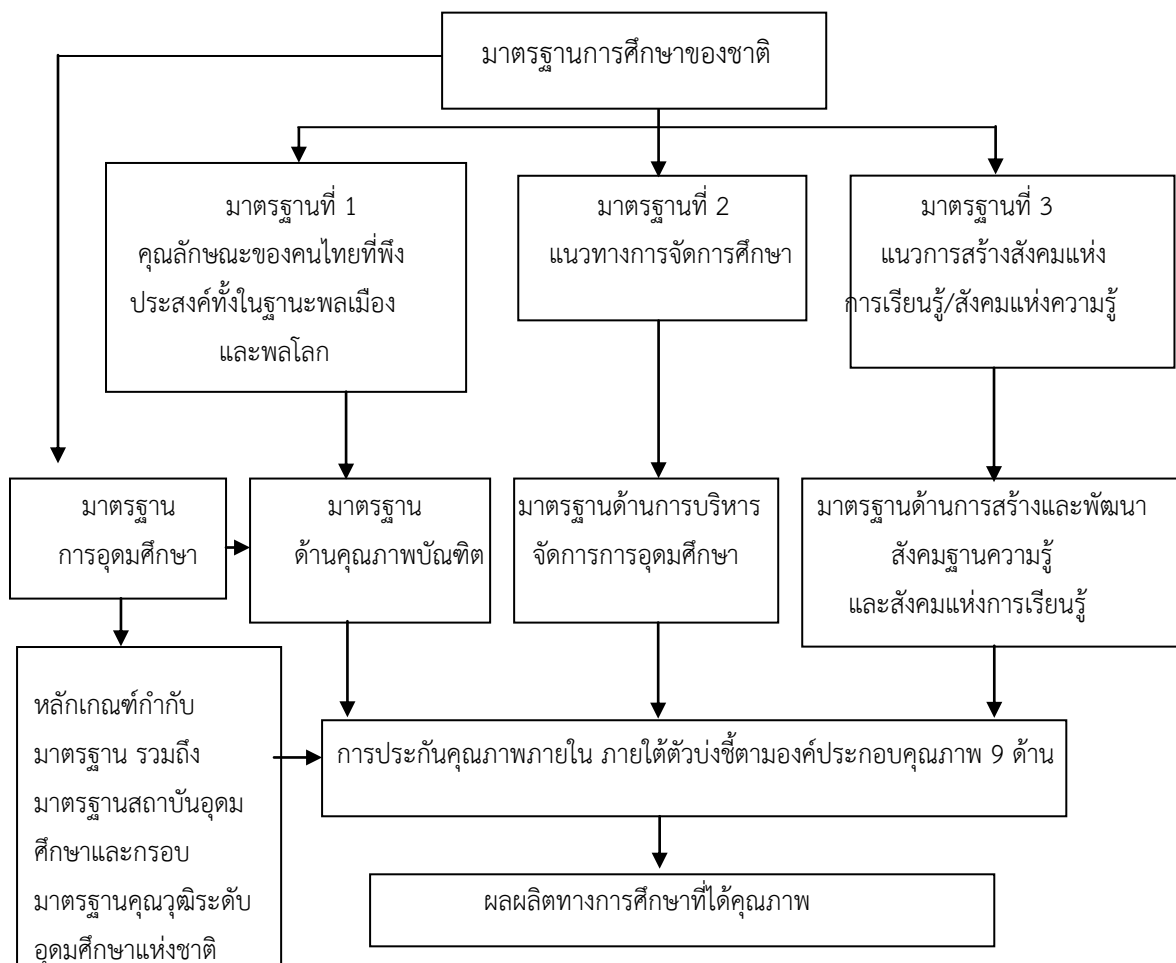 มาตรฐานการศึกษาของชาติ
มาตรฐานที่ 1
คุณลักษณะของคนไทยที่พึง
ประสงค์ทั้งในฐานะพลเมือง
และพลโลก
มาตรฐานที่ 2
แนวทางการจัดการศึกษา
มาตรฐานที่ 3
แนวการสร้างสังคมแห่ง
การเรียนรู้/สังคมแห่งความรู้
มาตรฐาน
การอุดมศึกษา
มาตรฐาน
ด้านคุณภาพบัณฑิต
มาตรฐานด้านการบริหาร
จัดการการอุดมศึกษา
มาตรฐานด้านการสร้างและพัฒนา
สังคมฐานความรู้
และสังคมแห่งการเรียนรู้
หลักเกณฑ์กำกับ
มาตรฐาน รวมถึง
มาตรฐานสถาบันอุดม
ศึกษาและกรอบ
มาตรฐานคุณวุฒิระดับ
อุดมศึกษาแห่งชาติ
การประกันคุณภาพภายใน ภายใต้ตัวบ่งชี้ตามองค์ประกอบคุณภาพ 9 ด้าน
ผลผลิตทางการศึกษาที่ได้คุณภาพ